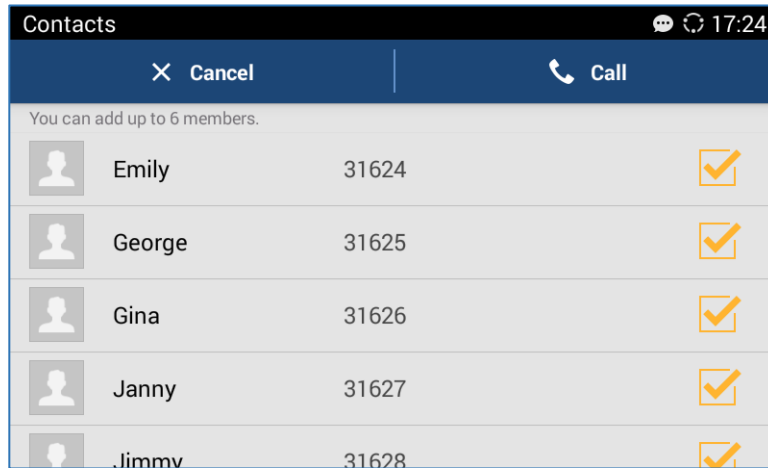 Contacts 17:24
Cancel Call
You can add up to 6 members.
Emily 31624
George 31625
Gina 31626
Janny 31627
Jimmy 31628